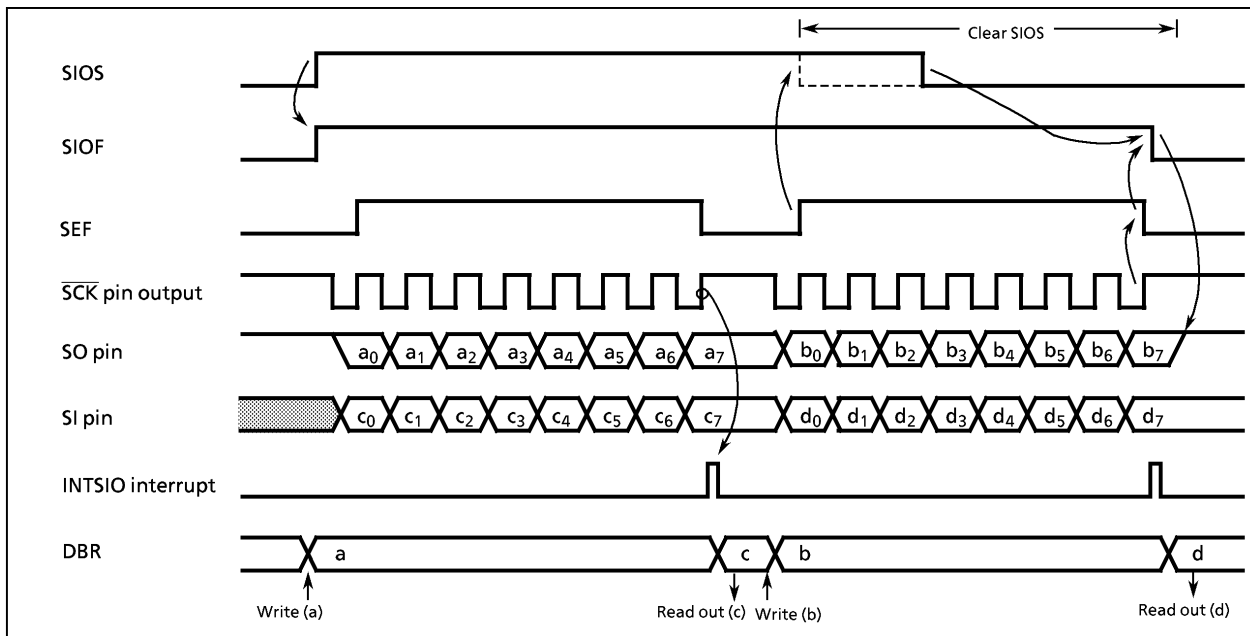 Clear SIOS
SIOS
SIOF
SEF
SCK pin output
SO pin a0 a1 a2 a3 a4 a5 a6 a7 b0 b1 b2 b3 b4 b5 b6 b7
SI pin c0 c1 c2 c3 c4 c5 c6 c7 d0 d1 d2 d3 d4 d5 d6 d7
INTSIO interrupt
DBR a c b d
Write (a) Read out (c) Write (b) Read out (d)